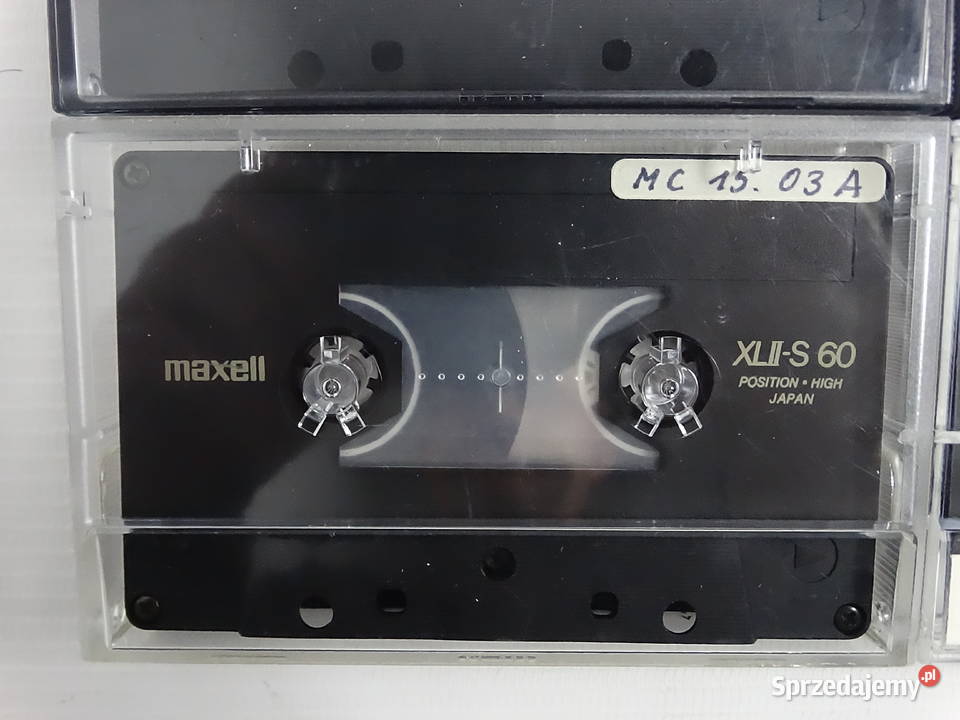 MC 15. 03 A
maxell
XLII-S 60
POSITION • HIGH
JAPAN
Sprzedajemy.pl